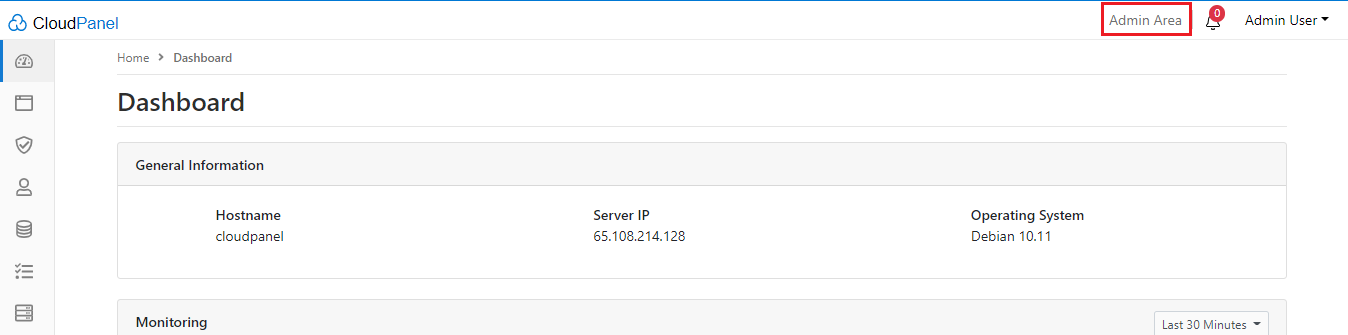 CloudPanel
Admin Area
0
Admin User
Home > Dashboard
Dashboard
General Information
Hostname
Server IP
Operating System
cloudpanel
65.108.214.128
Debian 10.11
Monitoring
Last 30 Minutes